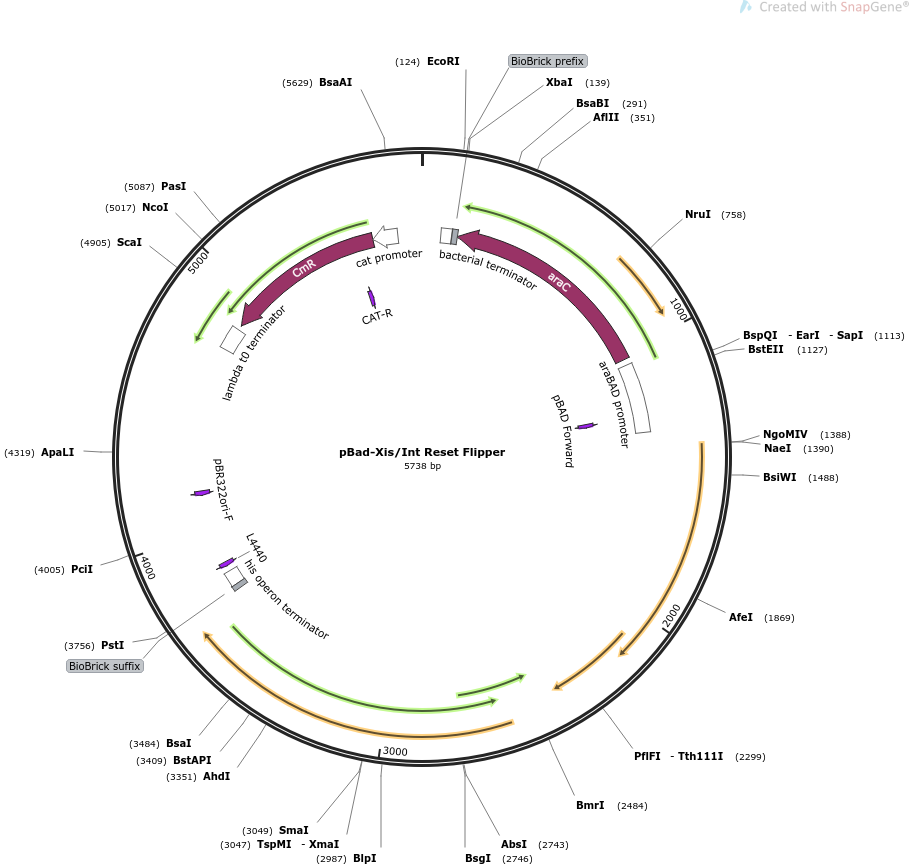 Created with SnapGene®
(124) EcoRI
BioBrick prefix
(5629) BsaAI
XbaI (139)
BsaBI (291)
AflII (351)
(5087) PasI
(5017) NcoI
NruI (758)
(4905) ScaI
5000
cat promoter
bacterial terminator
CmR
araC
1000
CAT-R
lambda t0 terminator
BspQI - EarI - SapI (1113)
BstEII (1127)
araBAD promoter
pBAD Forward
NgoMIV (1388)
NaeI (1390)
(4319) ApaLI
pBad-Xis/Int Reset Flipper
5738 bp
BsiWI (1488)
pBR322ori-F
L4440
his operon terminator
4000
(4005) PciI
2000
AfeI (1869)
(3756) PstI
BioBrick suffix
(3484) BsaI
(3409) BstAPI
(3351) AhdI
3000
PflFI - Tth111I (2299)
BmrI (2484)
(3049) SmaI
(3047) TspMI - XmaI
(2987) BlpI
AbsI (2743)
BsgI (2746)